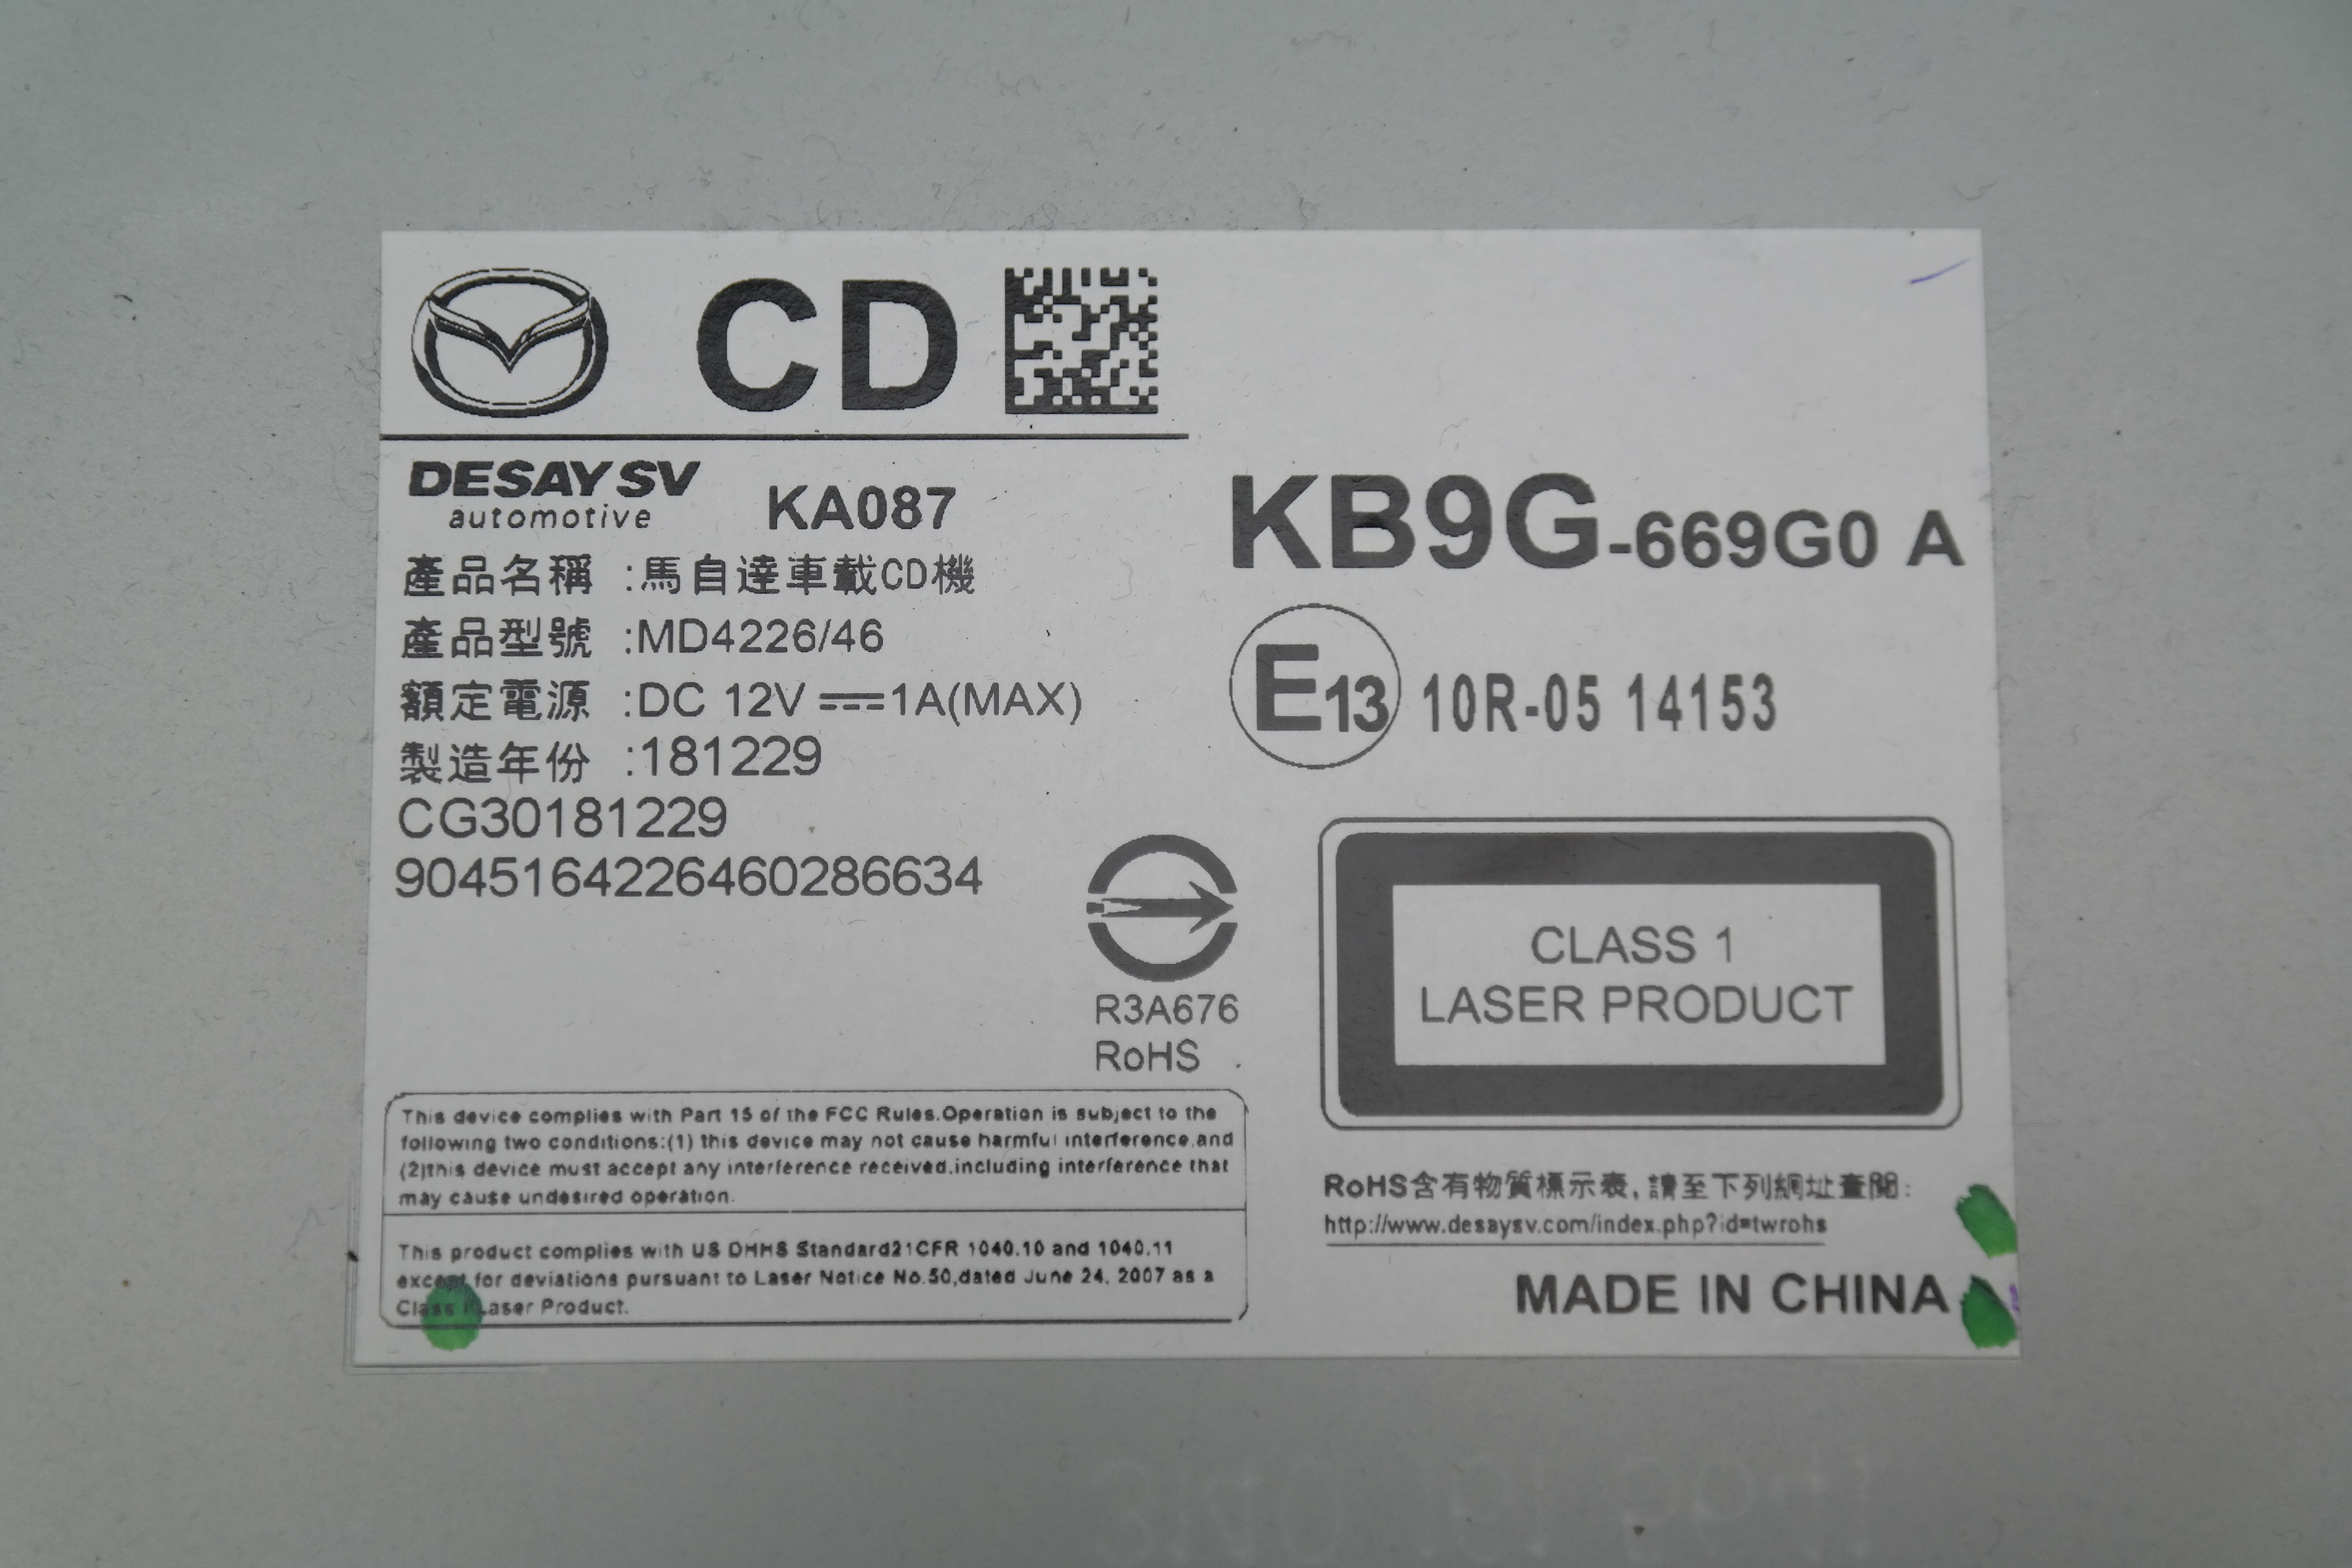 CD
DESAY SV
automotive
KA087
產品名稱 :馬自達車載CD機
產品型號 :MD4226/46
額定電源 :DC 12V ⎓1A(MAX)
製造年份 :181229
CG30181229
9045164226460286634
R3A676
RoHS
This device complies with Part 15 of the FCC Rules.Operation is subject to the
following two conditions:(1) this device may not cause harmful interference,and
(2)this device must accept any interference received.including interference that
may cause undesired operation.
This product complies with US DHHS Standard21CFR 1040.10 and 1040.11
except for deviations pursuant to Laser Notice No.50,dated June 24, 2007 as a
Class 1 Laser Product.
KB9G-669G0 A
E13 10R-05 14153
CLASS 1
LASER PRODUCT
RoHS含有物質標示表,請至下列網址查閱:
http://www.desaysv.com/index.php?id=twrohs
MADE IN CHINA